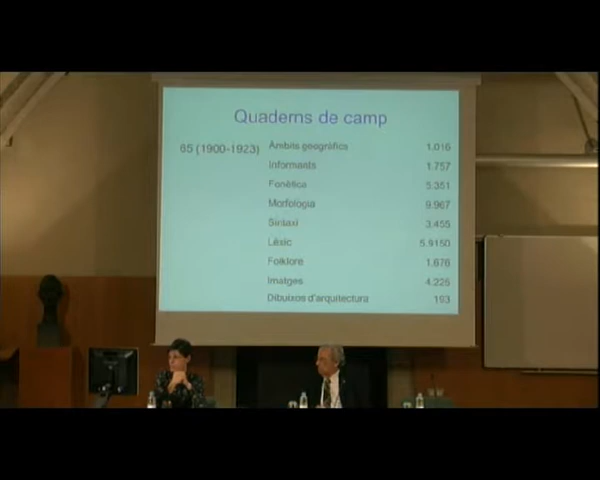 Quaderns de camp
65 (1900-1923) Àmbits geogràfics 1.016
Informants 1.757
Fonètica 5.351
Morfologia 9.967
Sintaxi 3.455
Lèxic 5.9150
Folklore 1.676
Imatges 4.225
Dibuixos d'arquitectura 193